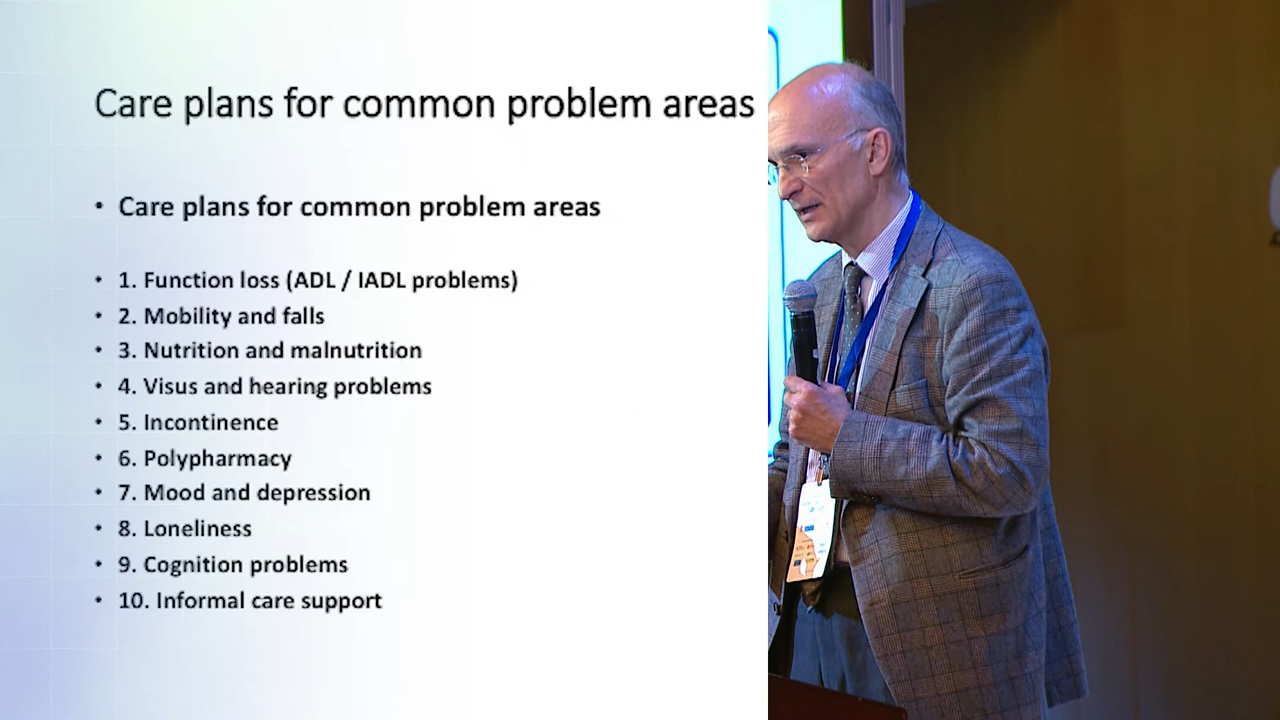 Care plans for common problem areas
• Care plans for common problem areas
• 1. Function loss (ADL / IADL problems)
• 2. Mobility and falls
• 3. Nutrition and malnutrition
• 4. Visus and hearing problems
• 5. Incontinence
• 6. Polypharmacy
• 7. Mood and depression
• 8. Loneliness
• 9. Cognition problems
• 10. Informal care support